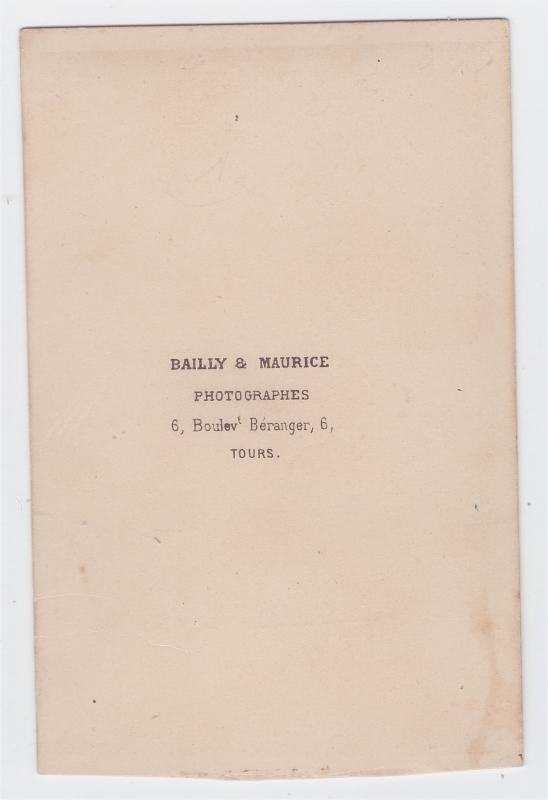 BAILLY & MAURICE
PHOTOGRAPHES
6, Boulevt Béranger, 6,
TOURS.